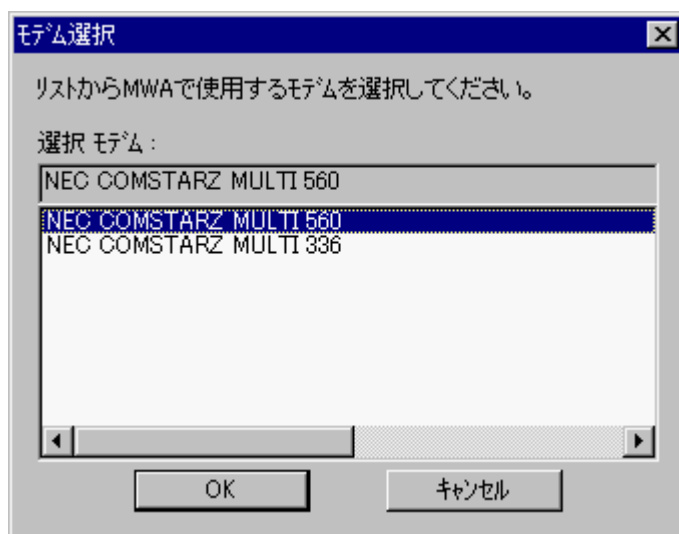 ﾓﾃﾞﾑ選択
ﾘｽﾄからMWAで使用するﾓﾃﾞﾑを選択してください。
選択 ﾓﾃﾞﾑ :
NEC COMSTARZ MULTI 560
NEC COMSTARZ MULTI 560
NEC COMSTARZ MULTI 336
OK
ｷｬﾝｾﾙ